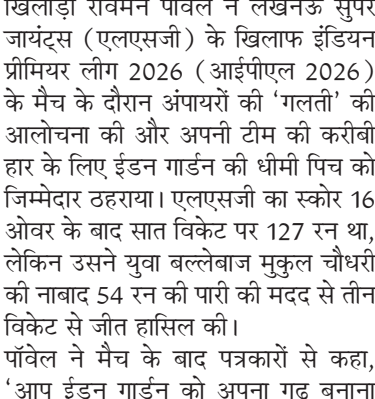 खिलाड़ी रोवमैन पॉवेल ने लखनऊ सुपर
जायंट्स (एलएसजी) के खिलाफ इंडियन
प्रीमियर लीग 2026 (आईपीएल 2026)
के मैच के दौरान अंपायरों की ‘गलती’ की
आलोचना की और अपनी टीम की करीबी
हार के लिए ईडन गार्डन की धीमी पिच को
जिम्मेदार ठहराया। एलएसजी का स्कोर 16
ओवर के बाद सात विकेट पर 127 रन था,
लेकिन उसने युवा बल्लेबाज मुकुल चौधरी
की नाबाद 54 रन की पारी की मदद से तीन
विकेट से जीत हासिल की।
पॉवेल ने मैच के बाद पत्रकारों से कहा,
‘आप ईडन गार्डन को अपना गढ़ बनाना